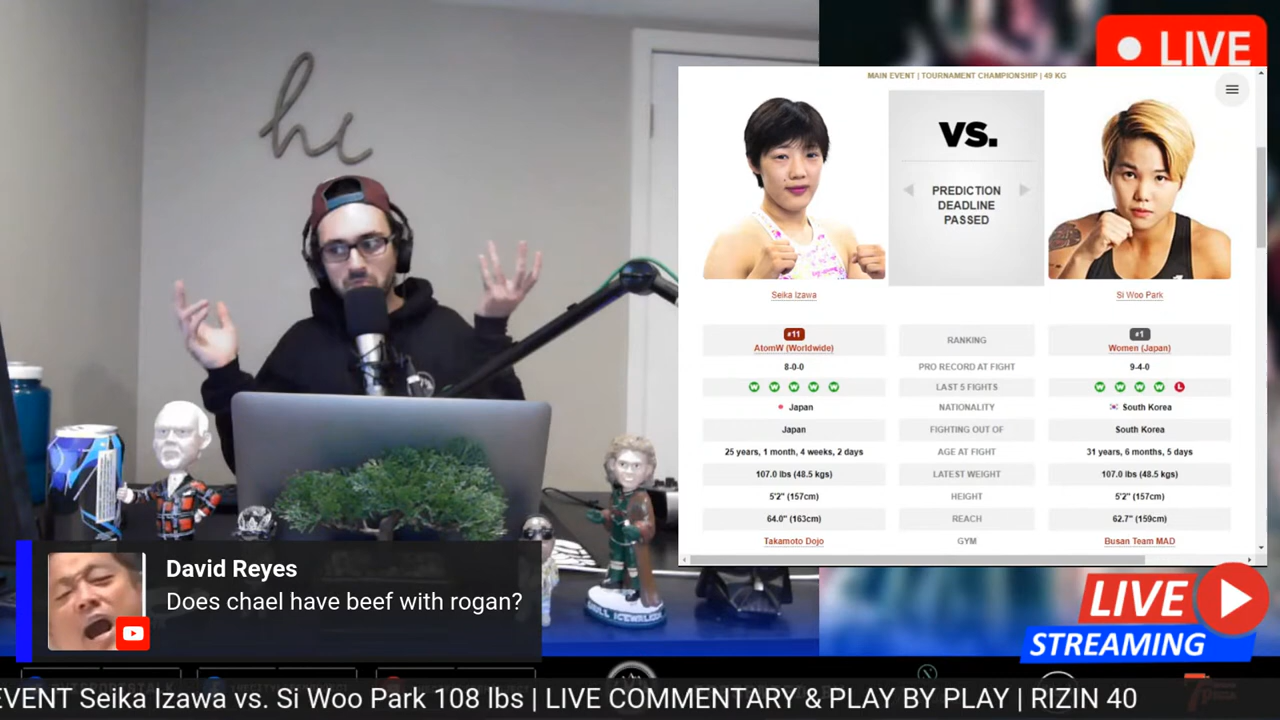 hi
LIVE
MAIN EVENT | TOURNAMENT CHAMPIONSHIP | 49 KG
VS.
PREDICTION
DEADLINE
PASSED
Seika Izawa
Si Woo Park
#11
AtomW (Worldwide)
RANKING
#1
Women (Japan)
8-0-0
PRO RECORD AT FIGHT
9-4-0
W W W W W
LAST 5 FIGHTS
W W W W L
Japan
NATIONALITY
South Korea
Japan
FIGHTING OUT OF
South Korea
25 years, 1 month, 4 weeks, 2 days
AGE AT FIGHT
31 years, 6 months, 5 days
107.0 lbs (48.5 kgs)
LATEST WEIGHT
107.0 lbs (48.5 kgs)
5'2" (157cm)
HEIGHT
5'2" (157cm)
64.0" (163cm)
REACH
62.7" (159cm)
Takamoto Dojo
GYM
Busan Team MAD
David Reyes
Does chael have beef with rogan?
LIVE
STREAMING
EVENT Seika Izawa vs. Si Woo Park 108 lbs | LIVE COMMENTARY & PLAY BY PLAY | RIZIN 40